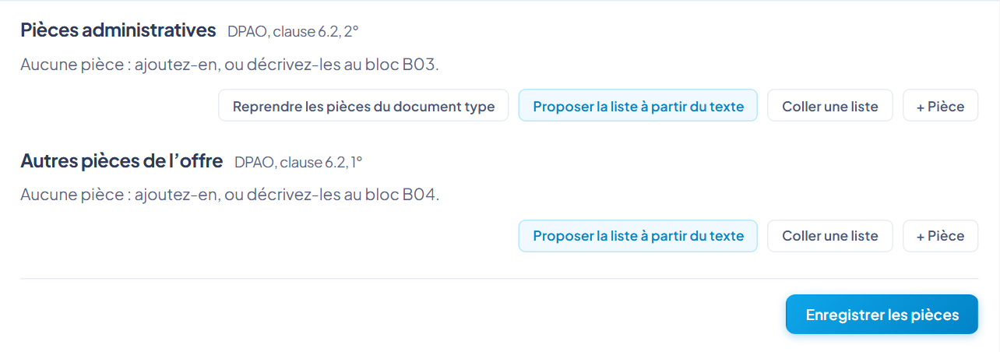 Pièces administratives DPAO, clause 6.2, 2°
Aucune pièce : ajoutez-en, ou décrivez-les au bloc B03.
Reprendre les pièces du document type Proposer la liste à partir du texte Coller une liste + Pièce
Autres pièces de l’offre DPAO, clause 6.2, 1°
Aucune pièce : ajoutez-en, ou décrivez-les au bloc B04.
Proposer la liste à partir du texte Coller une liste + Pièce
Enregistrer les pièces